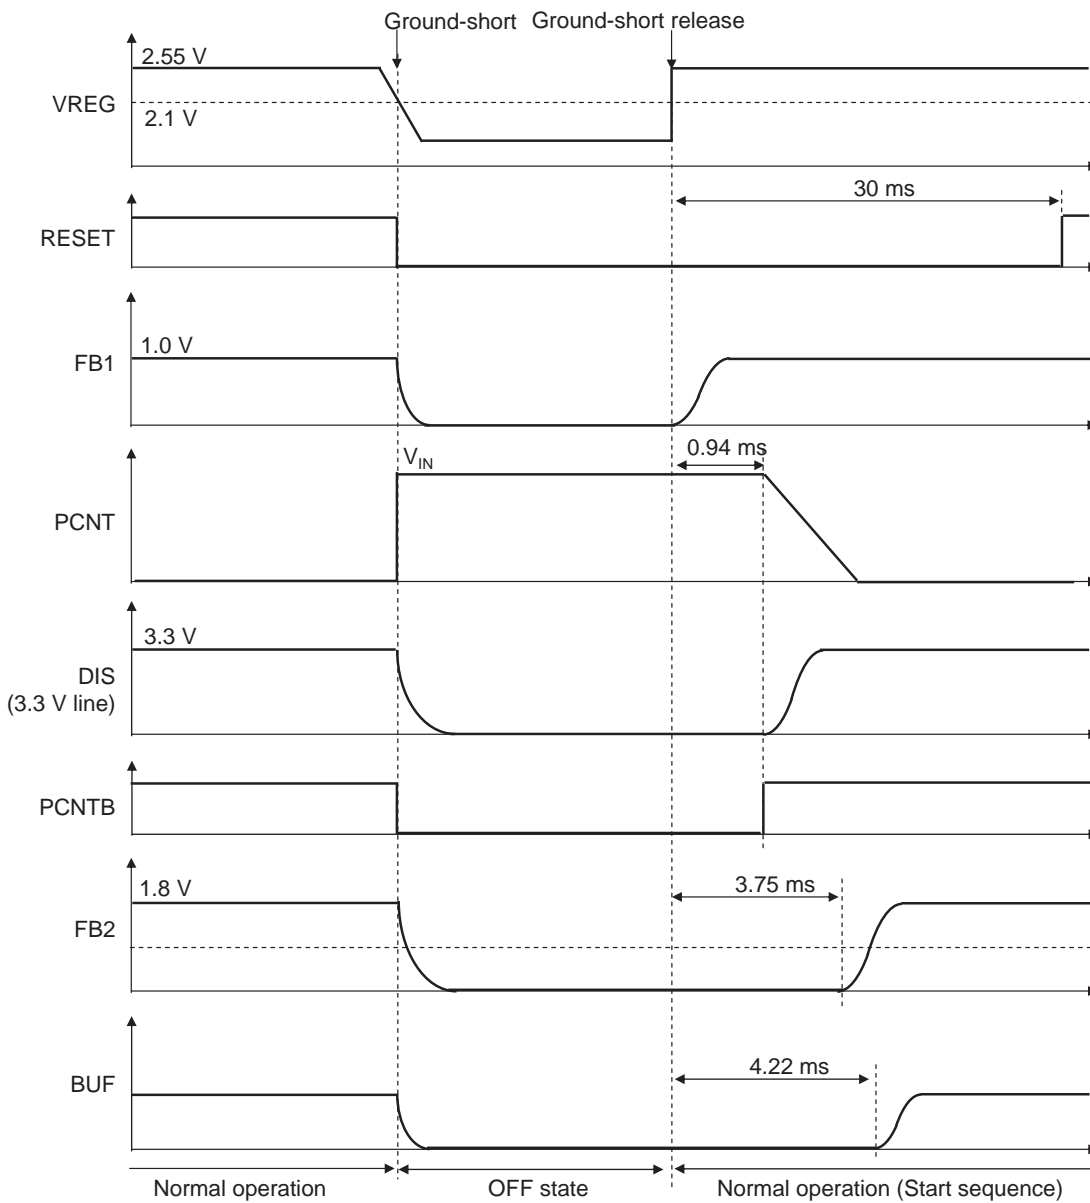 Ground-short
Ground-short release
2.55 V
VREG
2.1 V
30 ms
RESET
1.0 V
FB1
0.94 ms
VIN
PCNT
3.3 V
DIS
(3.3 V line)
PCNTB
1.8 V
3.75 ms
FB2
4.22 ms
BUF
Normal operation
OFF state
Normal operation (Start sequence)